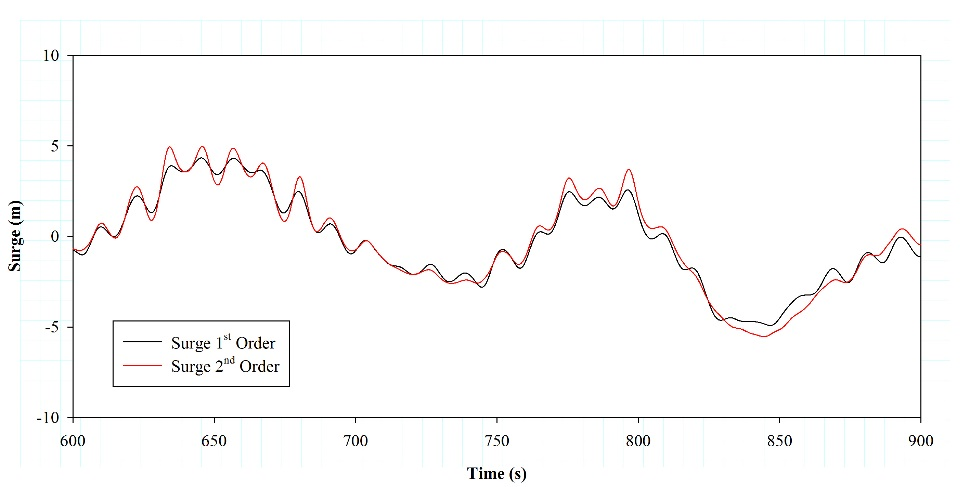 10
5
0
-5
-10
Surge (m)
Surge 1st Order
Surge 2nd Order
600 650 700 750 800 850 900
Time (s)